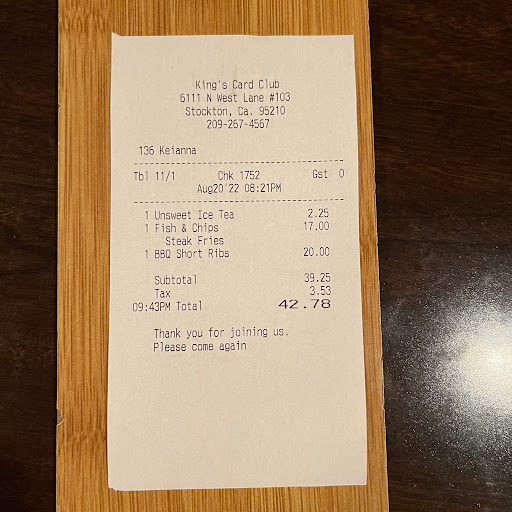 King's Card Club
6111 N West Lane #103
Stockton, Ca. 95210
209-267-4567
136 Keianna
Tbl 11/1 Chk 1752 Gst 0
Aug20'22 08:21PM
1 Unsweet Ice Tea 2.25
1 Fish & Chips 17.00
Steak Fries
1 BBQ Short Ribs 20.00
Subtotal 39.25
Tax 3.53
09:43PM Total 42.78
Thank you for joining us.
Please come again